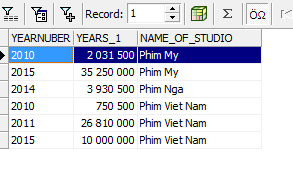 Record: 1 Σ ÖΩ
YEARNUBER YEARS_1 NAME_OF_STUDIO
2010 2 031 500 Phim My
2015 35 250 000 Phim My
2014 3 930 500 Phim Nga
2010 750 500 Phim Viet Nam
2011 26 810 000 Phim Viet Nam
2015 10 000 000 Phim Viet Nam